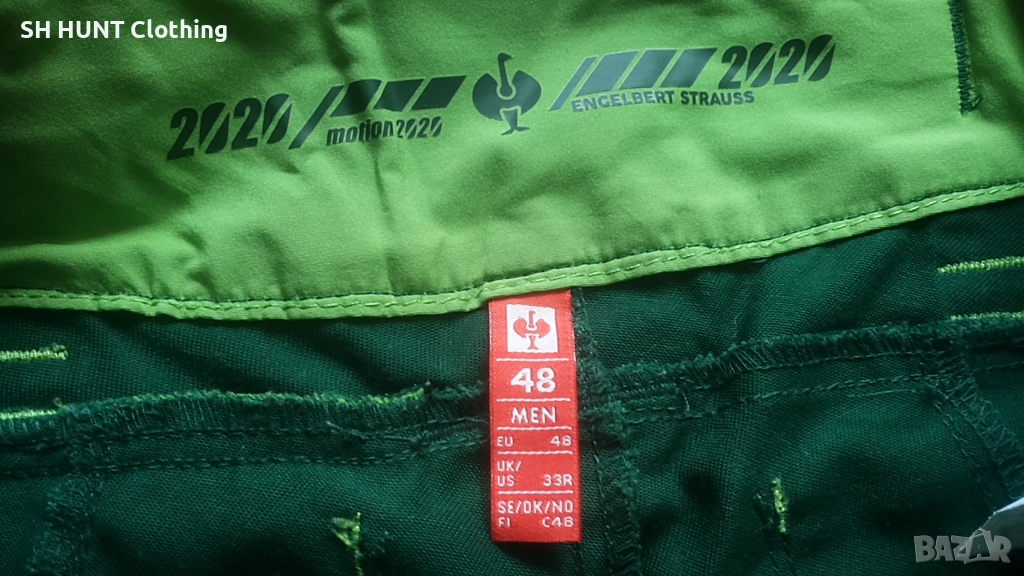 SH HUNT Clothing
2020 2020
motion2020 ENGELBERT STRAUSS
48
MEN
EU 48
UK/
US 33R
SE/DK/NO
FI C48
BAZAR